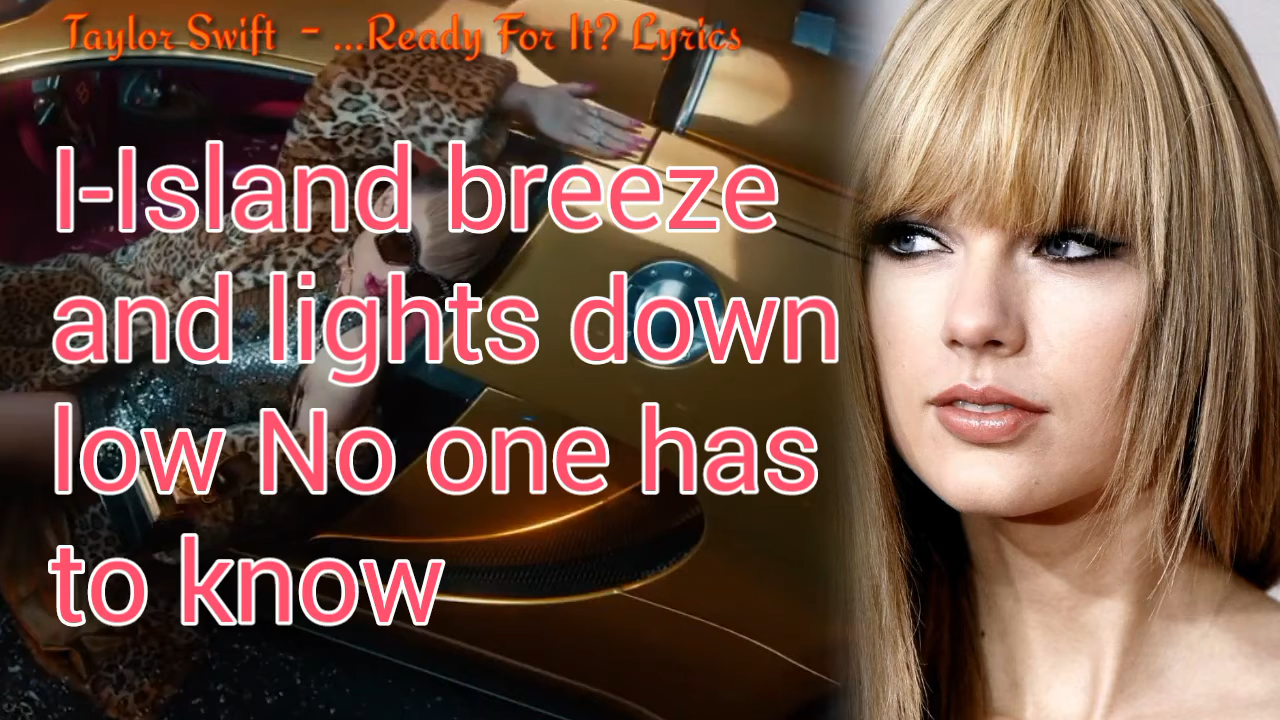 Taylor Swift - ...Ready For It? Lyrics
I-Island breeze
and lights down
low No one has
to know